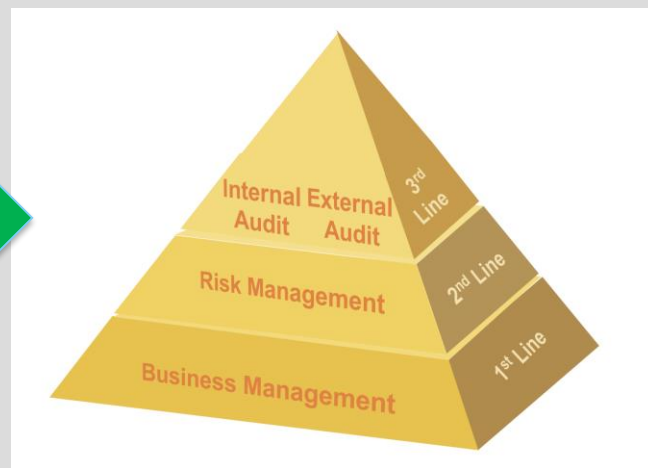 Internal External
Audit Audit
3rd
Line
Risk Management
2nd Line
Business Management
1st Line